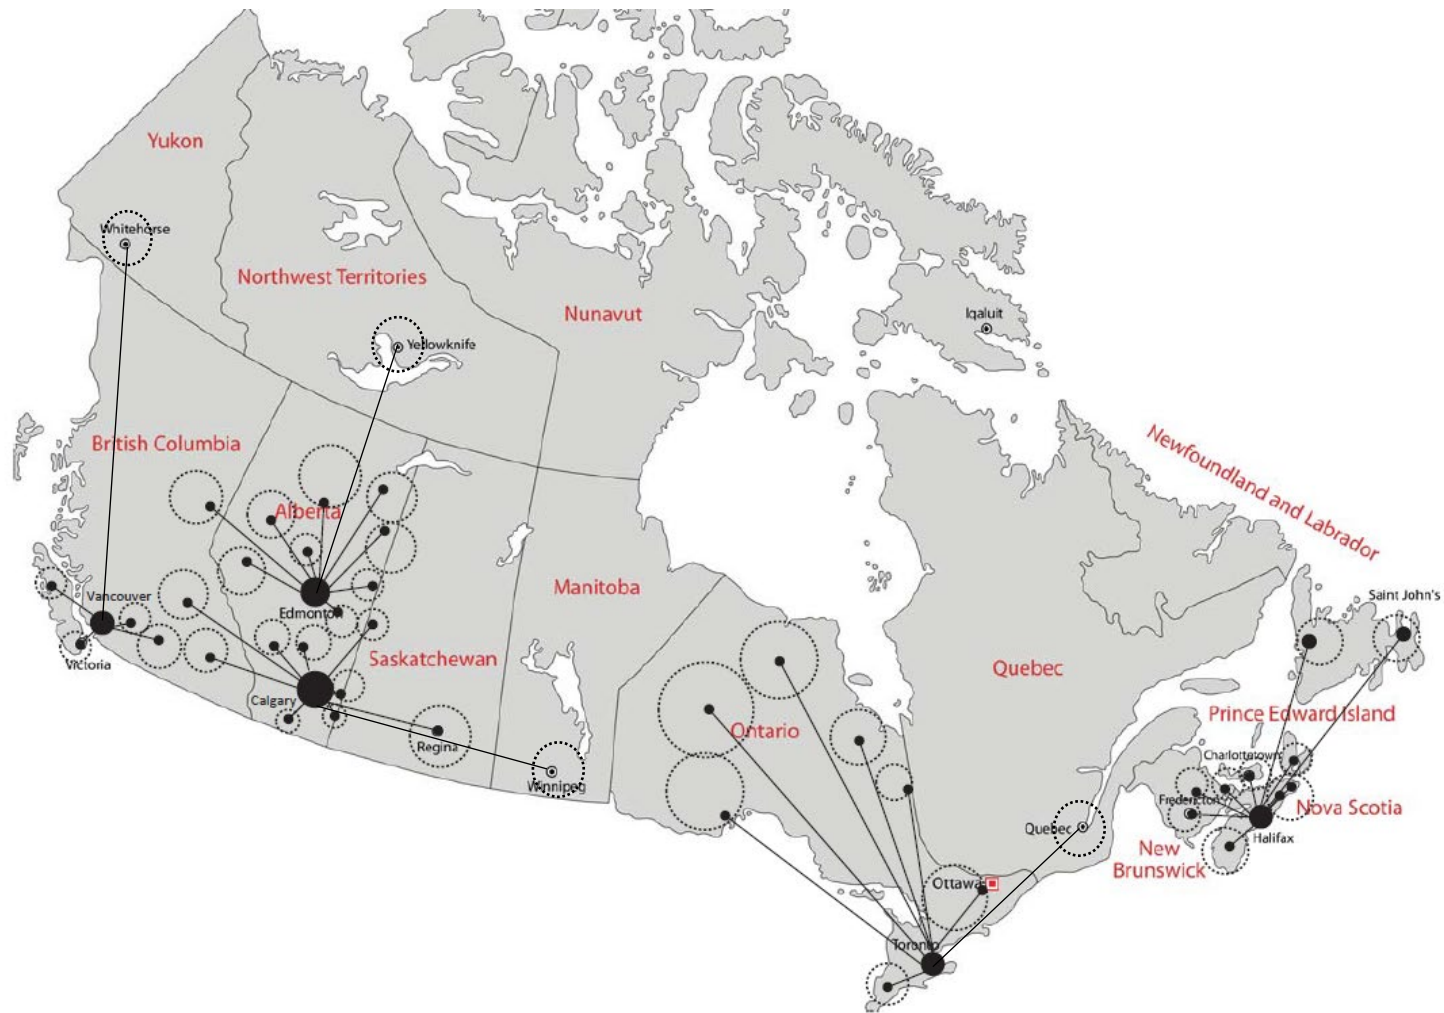 Yukon
Whitehorse
Northwest Territories
Nunavut
Iqaluit
Yellowknife
British Columbia
Newfoundland and Labrador
Alberta
Manitoba
Vancouver
Edmonton
Saint John's
Victoria
Saskatchewan
Quebec
Calgary
Prince Edward Island
Ontario
Regina
Charlottetown
Winnipeg
Fredericton
Nova Scotia
Quebec
Halifax
New
Brunswick
Ottawa
Toronto